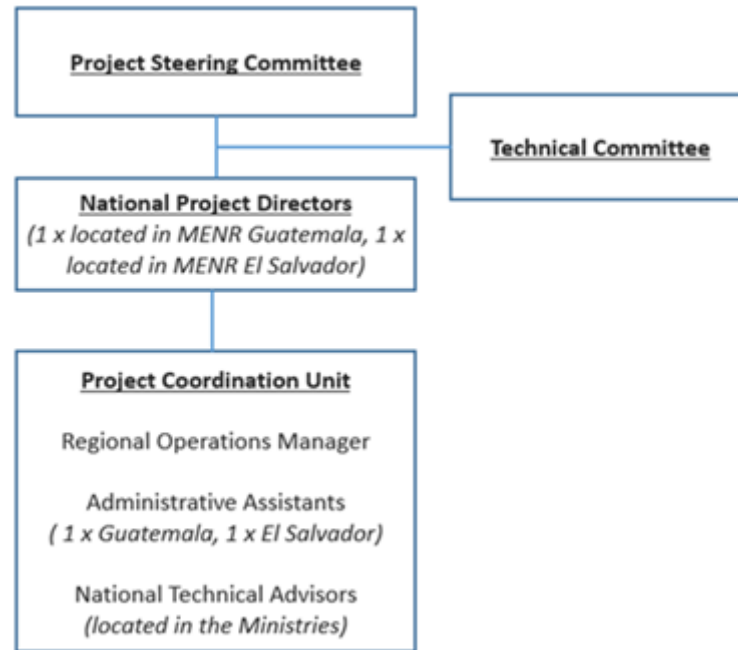 Project Steering Committee
Technical Committee
National Project Directors
(1 x located in MENR Guatemala, 1 x
located in MENR El Salvador)
Project Coordination Unit
Regional Operations Manager
Administrative Assistants
( 1 x Guatemala, 1 x El Salvador)
National Technical Advisors
(located in the Ministries)